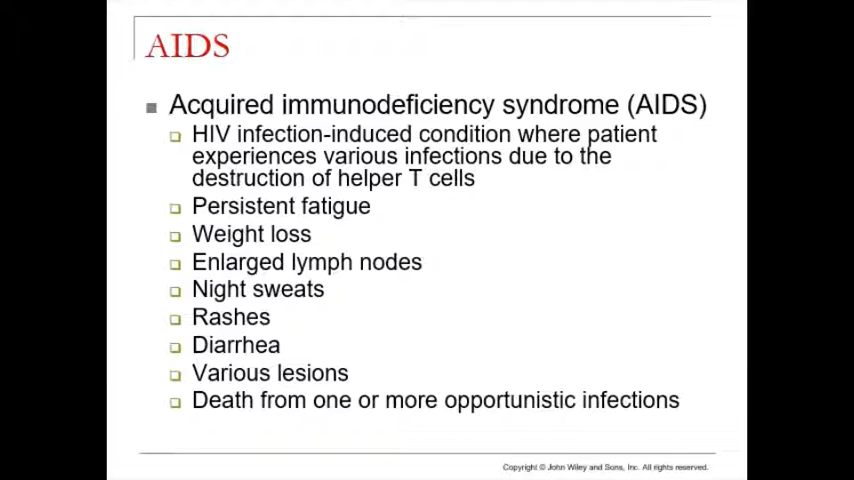 AIDS
Acquired immunodeficiency syndrome (AIDS)
HIV infection-induced condition where patient
experiences various infections due to the
destruction of helper T cells
Persistent fatigue
Weight loss
Enlarged lymph nodes
Night sweats
Rashes
Diarrhea
Various lesions
Death from one or more opportunistic infections
Copyright © John Wiley and Sons, Inc. All rights reserved.